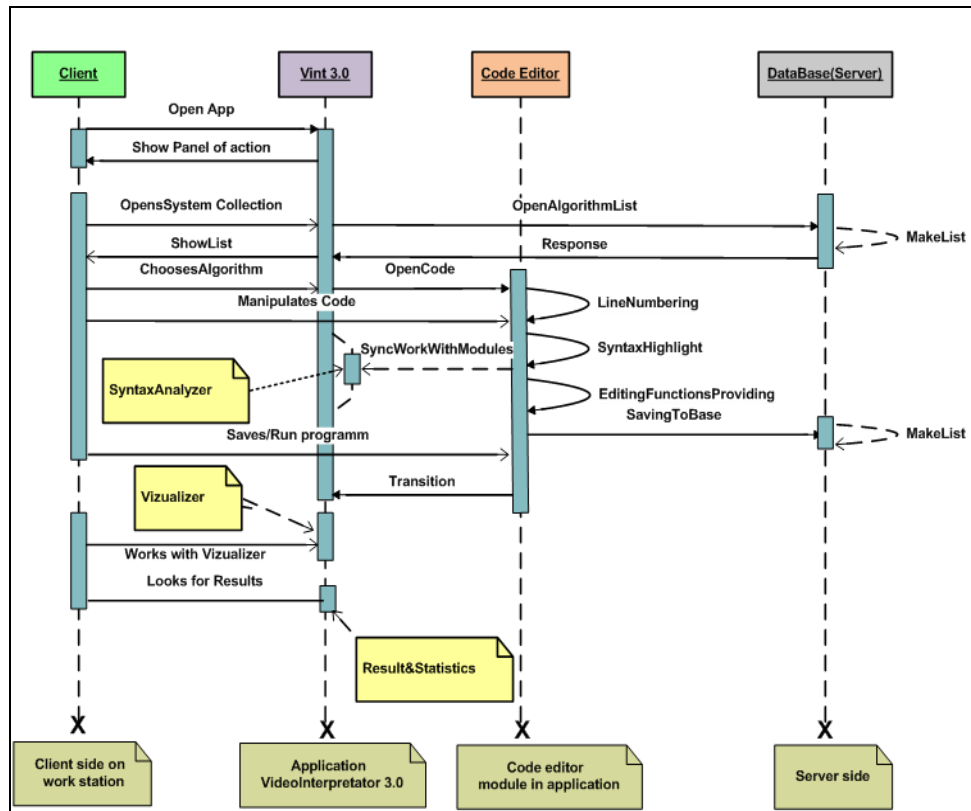 Client
Vint 3.0
Code Editor
DataBase(Server)
Open App
Show Panel of action
OpensSystem Collection
OpenAlgorithmList
MakeList
ShowList
Response
ChoosesAlgorithm
OpenCode
Manipulates Code
LineNumbering
SyncWorkWithModules
SyntaxHighlight
SyntaxAnalyzer
EditingFunctionsProviding
SavingToBase
MakeList
Saves/Run programm
Transition
Vizualizer
Works with Vizualizer
Looks for Results
Result&Statistics
X
X
X
X
Client side on
work station
Application
VideoInterpretator 3.0
Code editor
module in application
Server side